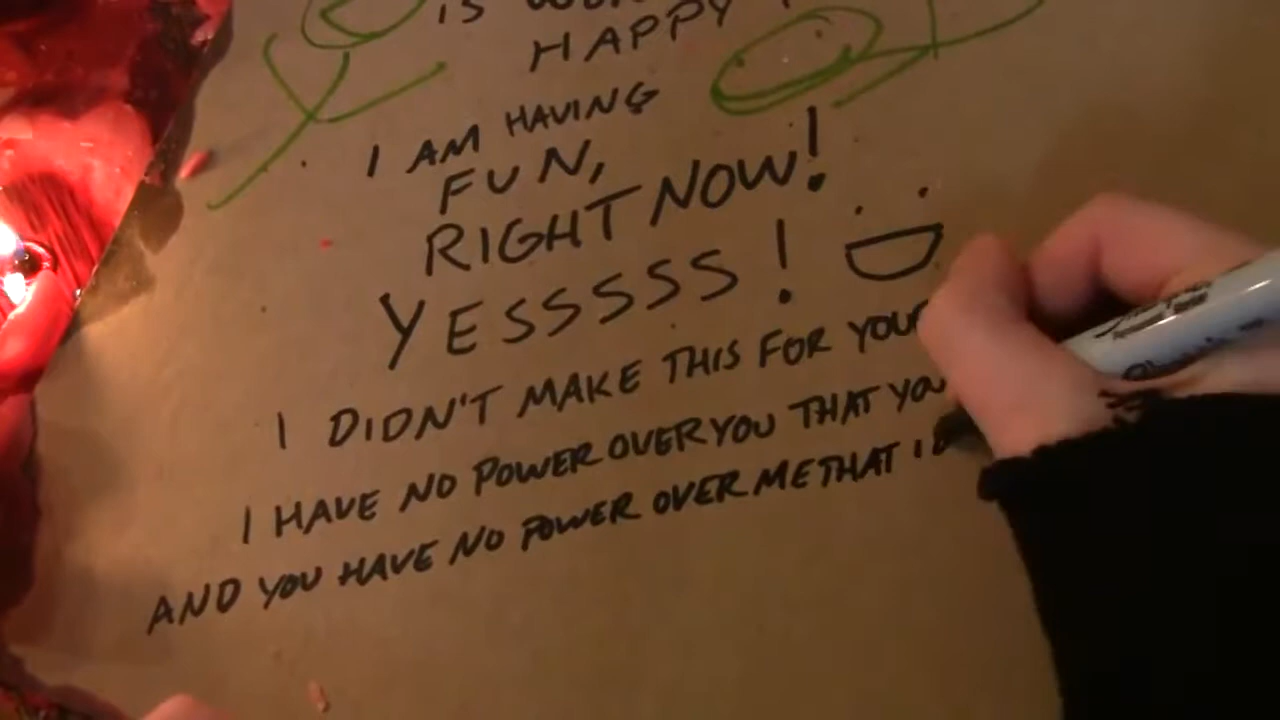 IS
HAPPY
I AM HAVING
FUN,
RIGHT NOW!
YESSSSS!
I DIDN'T MAKE THIS FOR
I HAVE NO POWER OVER YOU THAT YOU
AND YOU HAVE NO POWER OVER ME THAT I